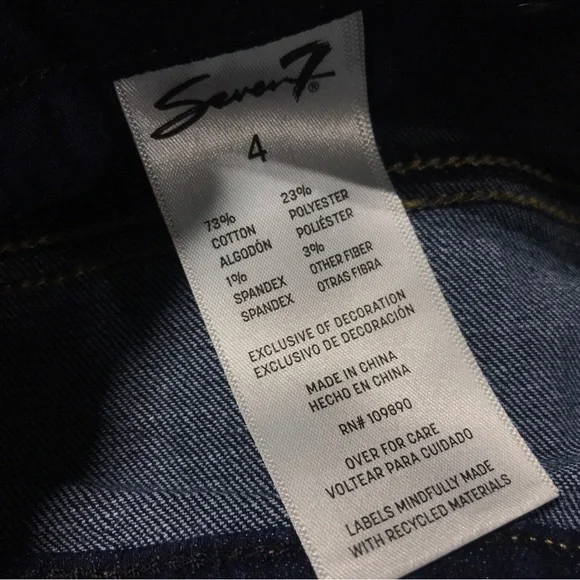 Seven7®
4
73% 23%
COTTON POLYESTER
ALGODÓN POLIÉSTER
1% 3%
SPANDEX OTHER FIBER
SPANDEX OTRAS FIBRA
EXCLUSIVE OF DECORATION
EXCLUSIVO DE DECORACIÓN
MADE IN CHINA
HECHO EN CHINA
RN# 109890
OVER FOR CARE
VOLTEAR PARA CUIDADO
LABELS MINDFULLY MADE
WITH RECYCLED MATERIALS